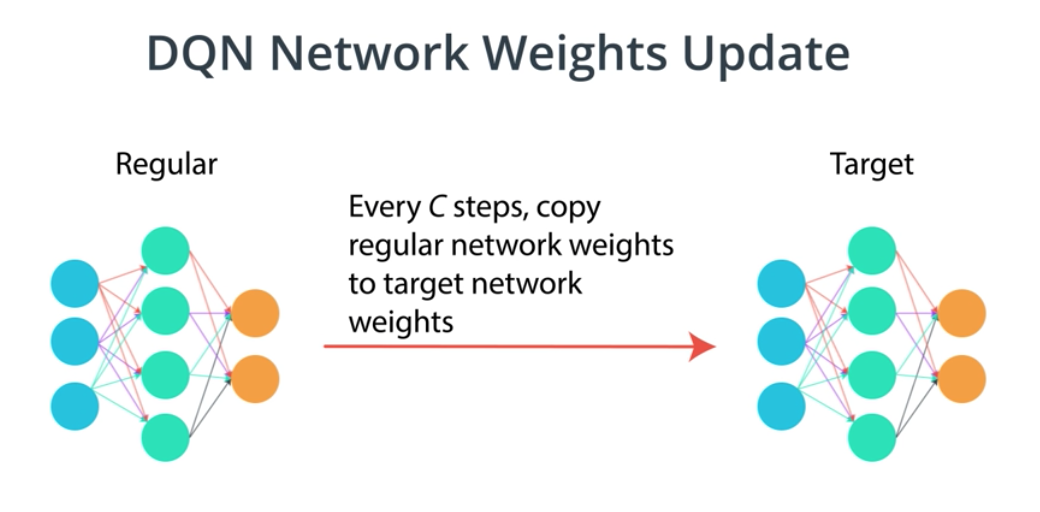 DQN Network Weights Update
Regular
Target
Every C steps, copy
regular network weights
to target network
weights